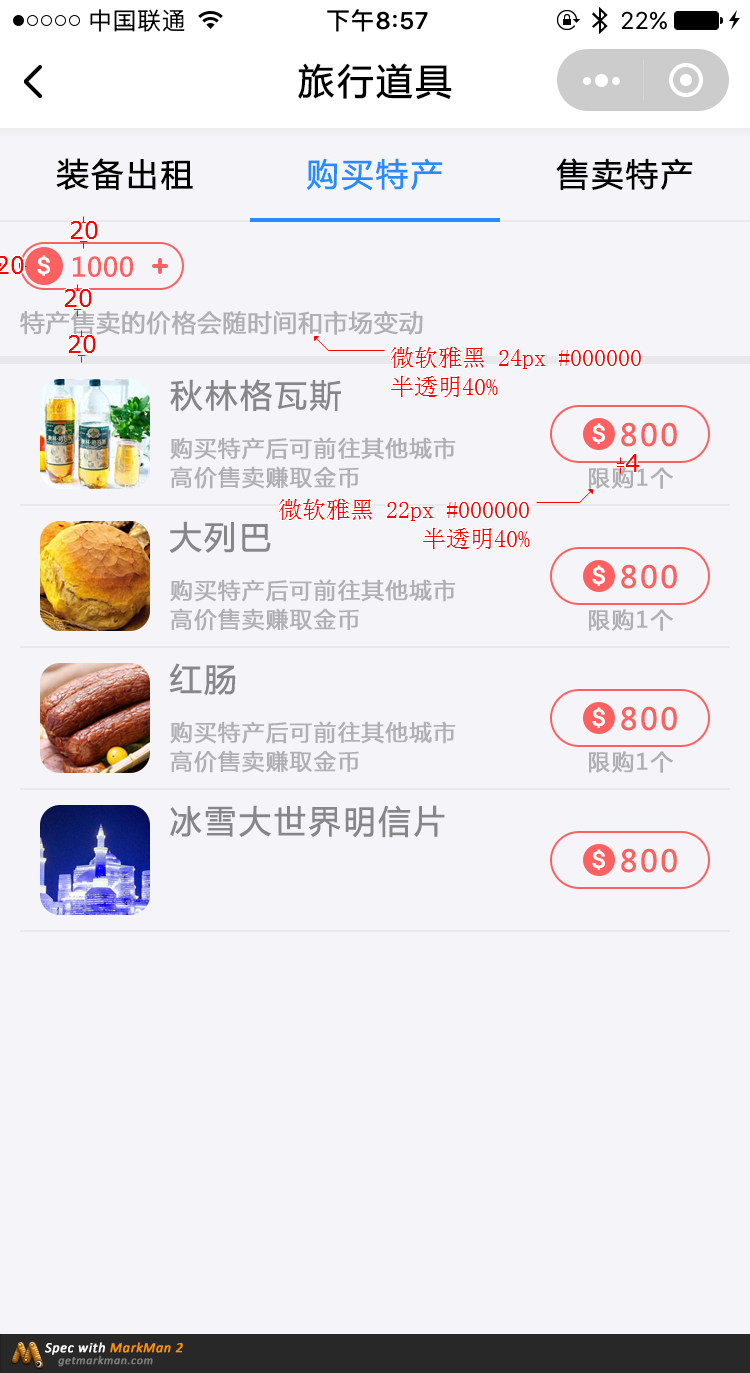 中国联通 下午8:57 22%
旅行道具
装备出租 购买特产 售卖特产
20
20 $ 1000 +
20
特产售卖的价格会随时间和市场变动
20
微软雅黑 24px #000000
半透明40%
秋林格瓦斯
$ 800
购买特产后可前往其他城市
高价售卖赚取金币
4
限购1个
微软雅黑 22px #000000
半透明40%
大列巴
$ 800
购买特产后可前往其他城市
高价售卖赚取金币
限购1个
红肠
$ 800
购买特产后可前往其他城市
高价售卖赚取金币
限购1个
冰雪大世界明信片
$ 800
Spec with MarkMan 2
getmarkman.com